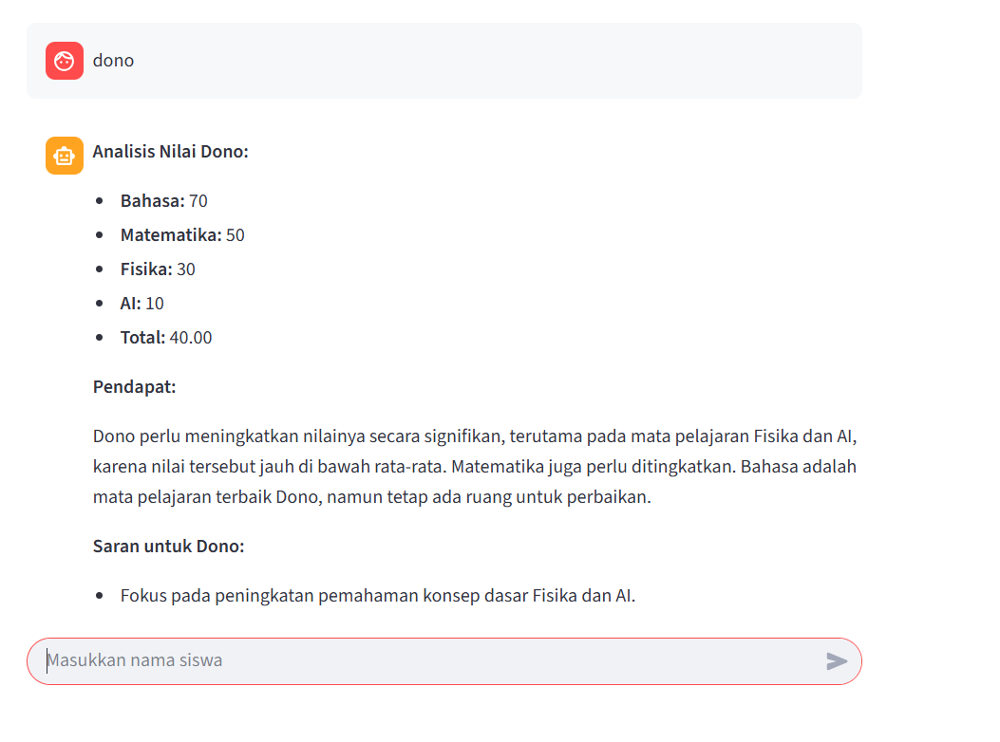 dono
Analisis Nilai Dono:
Bahasa: 70
Matematika: 50
Fisika: 30
AI: 10
Total: 40.00
Pendapat:
Dono perlu meningkatkan nilainya secara signifikan, terutama pada mata pelajaran Fisika dan AI,
karena nilai tersebut jauh di bawah rata-rata. Matematika juga perlu ditingkatkan. Bahasa adalah
mata pelajaran terbaik Dono, namun tetap ada ruang untuk perbaikan.
Saran untuk Dono:
Fokus pada peningkatan pemahaman konsep dasar Fisika dan AI.
Masukkan nama siswa